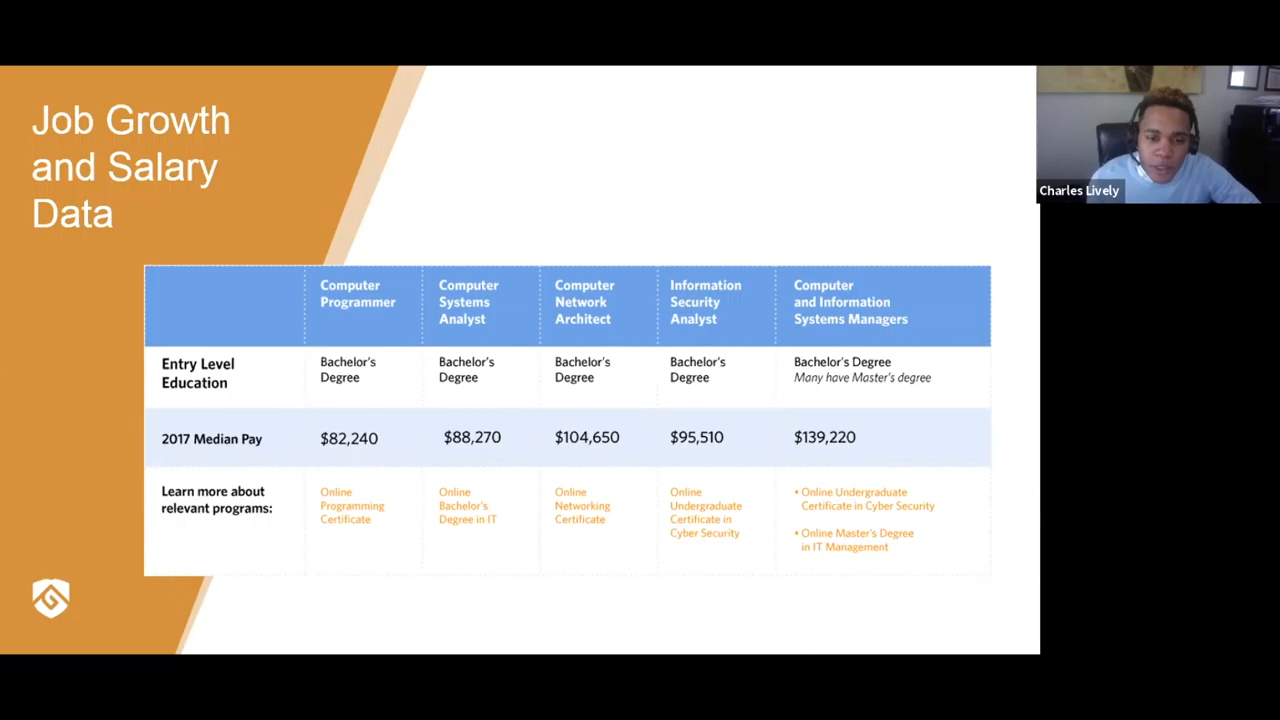 Job Growth
and Salary
Data
Charles Lively
Computer
Programmer
Computer
Systems
Analyst
Computer
Network
Architect
Information
Security
Analyst
Computer
and Information
Systems Managers
Entry Level
Education
Bachelor's
Degree
Bachelor's
Degree
Bachelor's
Degree
Bachelor's
Degree
Bachelor's Degree
Many have Master's degree
2017 Median Pay
$82,240
$88,270
$104,650
$95,510
$139,220
Learn more about
relevant programs:
Online
Programming
Certificate
Online
Bachelor's
Degree in IT
Online
Networking
Certificate
Online
Undergraduate
Certificate in
Cyber Security
• Online Undergraduate
Certificate in Cyber Security
• Online Master's Degree
in IT Management